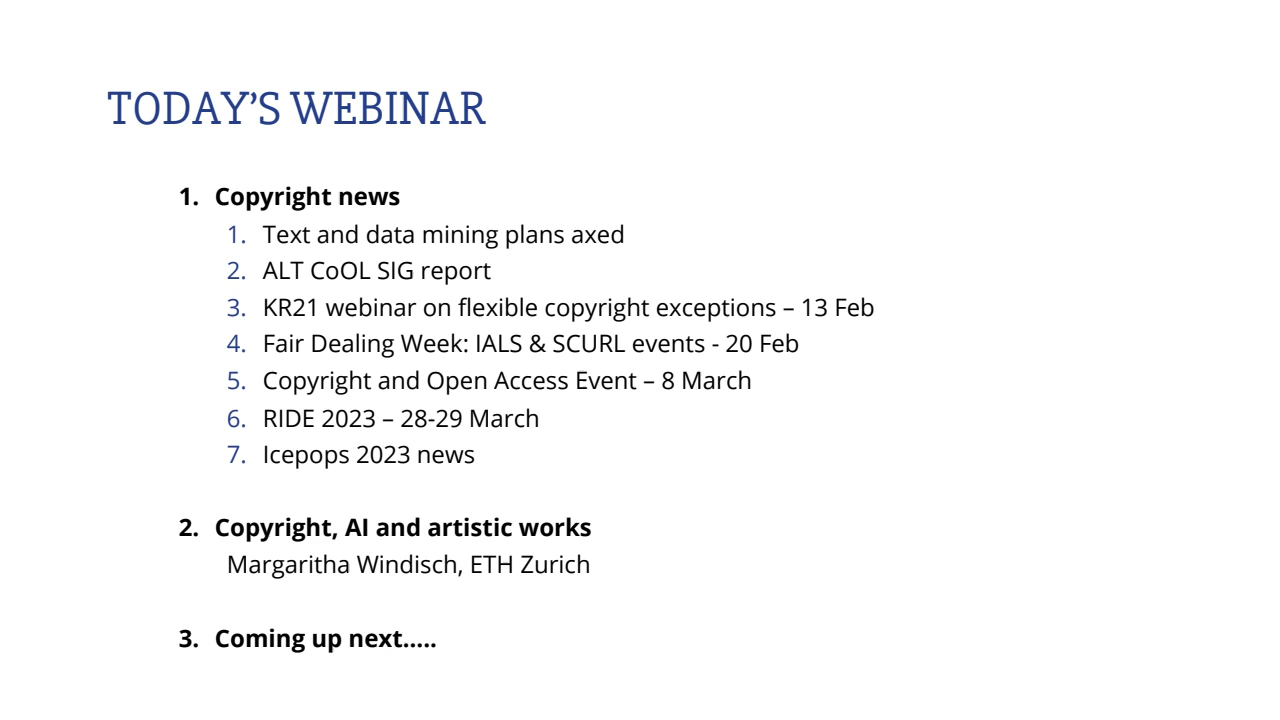 TODAY’S WEBINAR
1. Copyright news
1. Text and data mining plans axed
2. ALT CoOL SIG report
3. KR21 webinar on flexible copyright exceptions – 13 Feb
4. Fair Dealing Week: IALS & SCURL events - 20 Feb
5. Copyright and Open Access Event – 8 March
6. RIDE 2023 – 28-29 March
7. Icepops 2023 news
2. Copyright, AI and artistic works
Margaritha Windisch, ETH Zurich
3. Coming up next.....